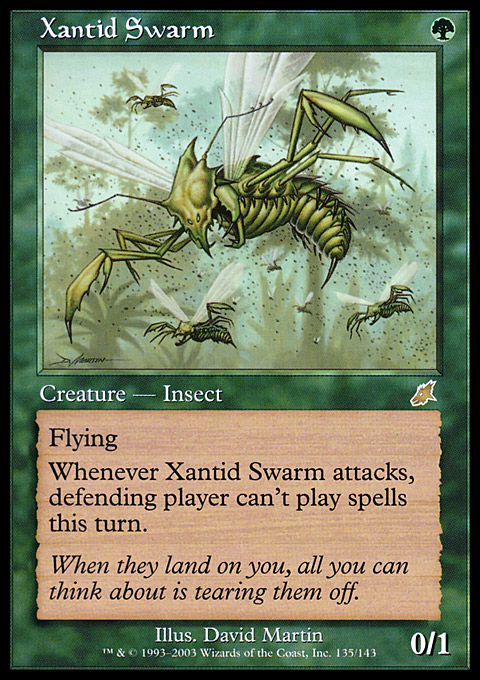 Xantid Swarm
D. Martin
Creature — Insect
Flying
Whenever Xantid Swarm attacks,
defending player can't play spells
this turn.
When they land on you, all you can
think about is tearing them off.
Illus. David Martin
0/1
™ & © 1993–2003 Wizards of the Coast, Inc. 135/143